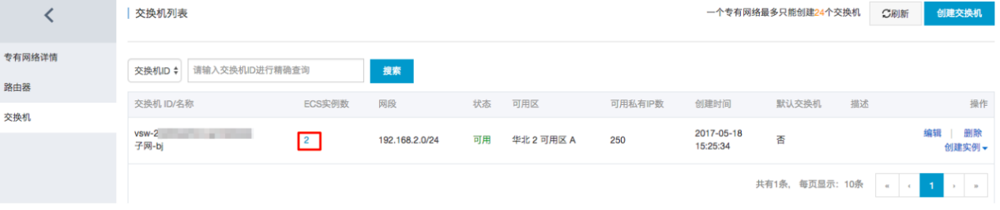 交换机列表
一个专有网络最多只能创建24个交换机
刷新
创建交换机
专有网络详情
路由器
交换机
交换机ID
请输入交换机ID进行精确查询
搜索
交换机 ID/名称 ECS实例数 网段 状态 可用区 可用私有IP数 创建时间 默认交换机 描述 操作
vsw-2
子网-bj
2
192.168.2.0/24
可用
华北 2 可用区 A
250
2017-05-18
15:25:34
否
编辑 | 删除
创建实例
共有1条, 每页显示: 10条
« ‹ 1 › »